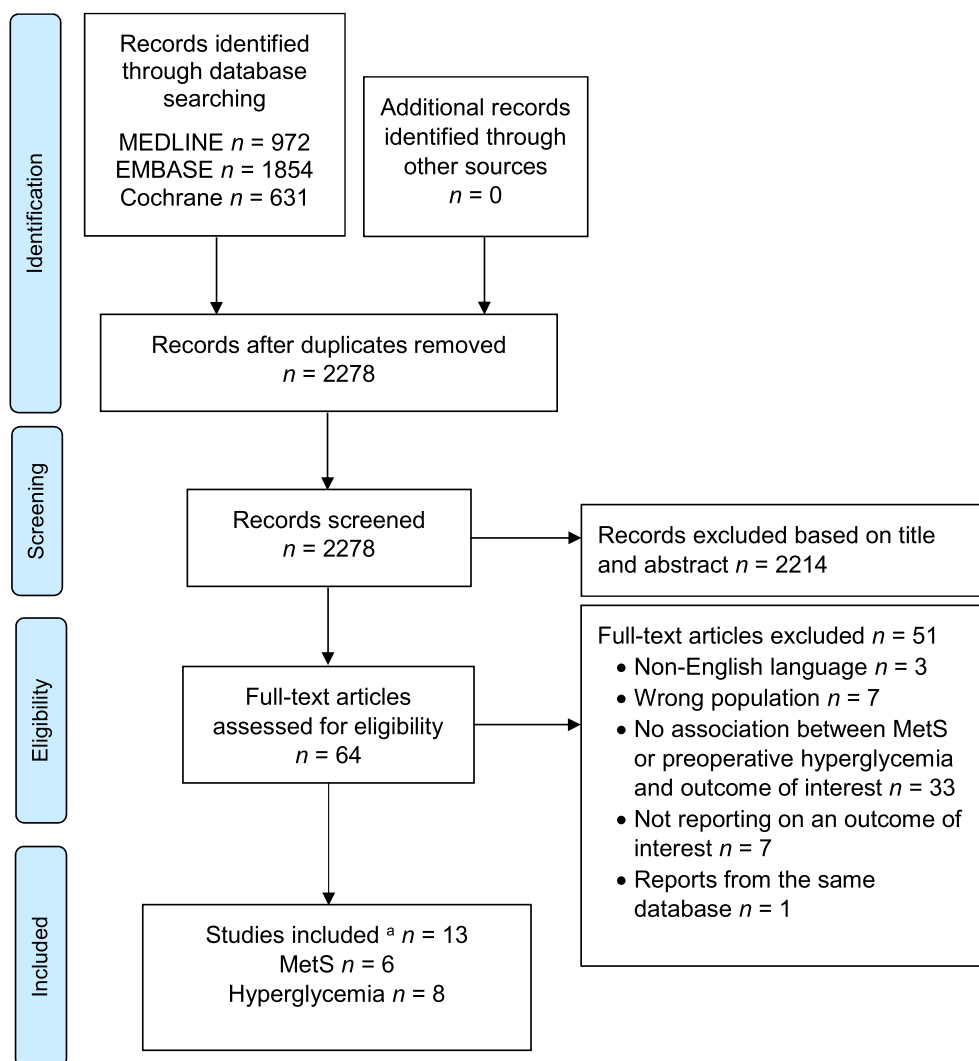 Identification
Records identified
through database
searching
MEDLINE n = 972
EMBASE n = 1854
Cochrane n = 631
Additional records
identified through
other sources
n = 0
Records after duplicates removed
n = 2278
Screening
Records screened
n = 2278
Records excluded based on title
and abstract n = 2214
Eligibility
Full-text articles
assessed for eligibility
n = 64
Full-text articles excluded n = 51
• Non-English language n = 3
• Wrong population n = 7
• No association between MetS
or preoperative hyperglycemia
and outcome of interest n = 33
• Not reporting on an outcome of
interest n = 7
• Reports from the same
database n = 1
Included
Studies included ᵃ n = 13
MetS n = 6
Hyperglycemia n = 8